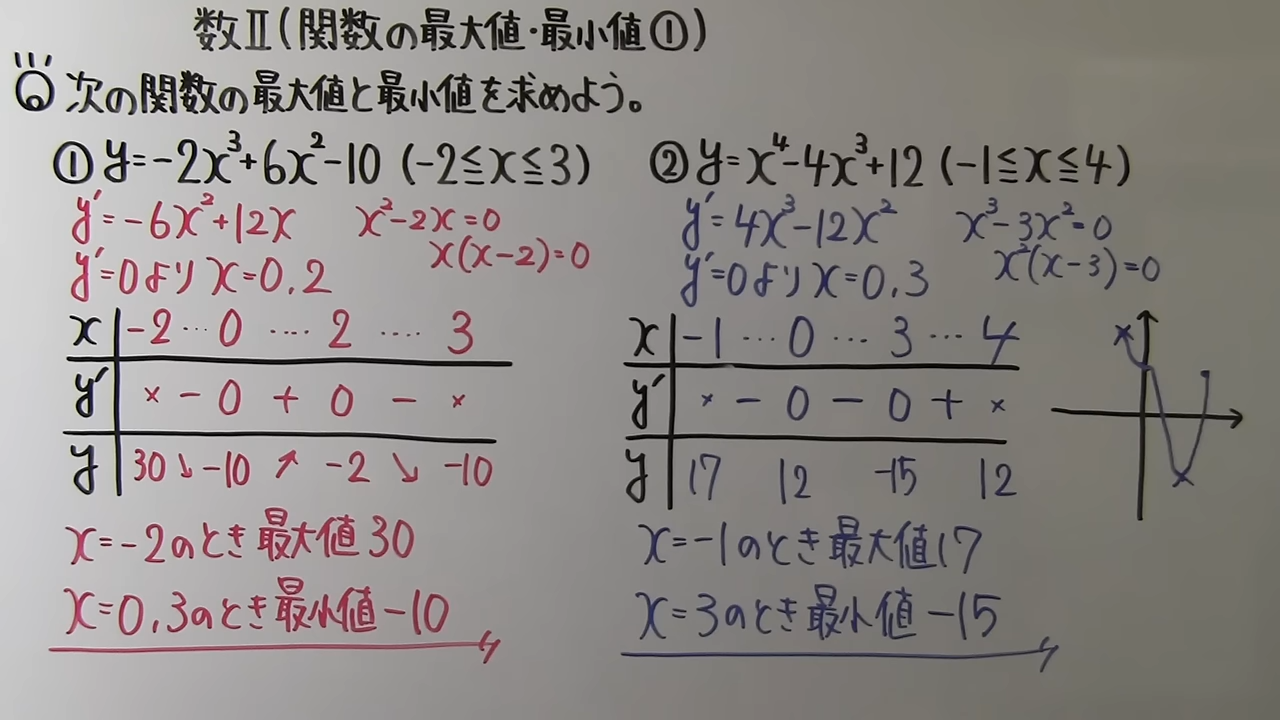 数Ⅱ(関数の最大値・最小値①)
Q 次の関数の最大値と最小値を求めよう。
① y=-2x³+6x²-10 (-2≦x≦3)
y'=-6x²+12x  x²-2x=0
x(x-2)=0
y'=0より x=0,2
x -2 … 0 …. 2 …. 3
y' × - 0 + 0 - ×
y 30 ↘ -10 ↗ -2 ↘ -10
x=-2のとき最大値30
x=0,3のとき最小値-10
② y=x⁴-4x³+12 (-1≦x≦4)
y'=4x³-12x²  x³-3x²=0
x²(x-3)=0
y'=0より x=0,3
x -1 … 0 … 3 … 4
y' × - 0 - 0 + ×
y 17 12 -15 12
x=-1のとき最大値17
x=3のとき最小値-15